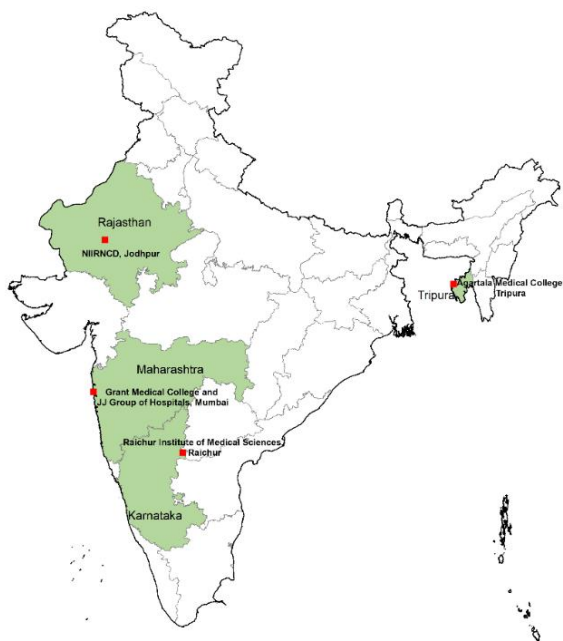 Rajasthan
NIIRNCD, Jodhpur
Agartala Medical College
Tripura
Tripura
Maharashtra
Grant Medical College and
JJ Group of Hospitals, Mumbai
Raichur Institute of Medical Sciences
Raichur
Karnataka